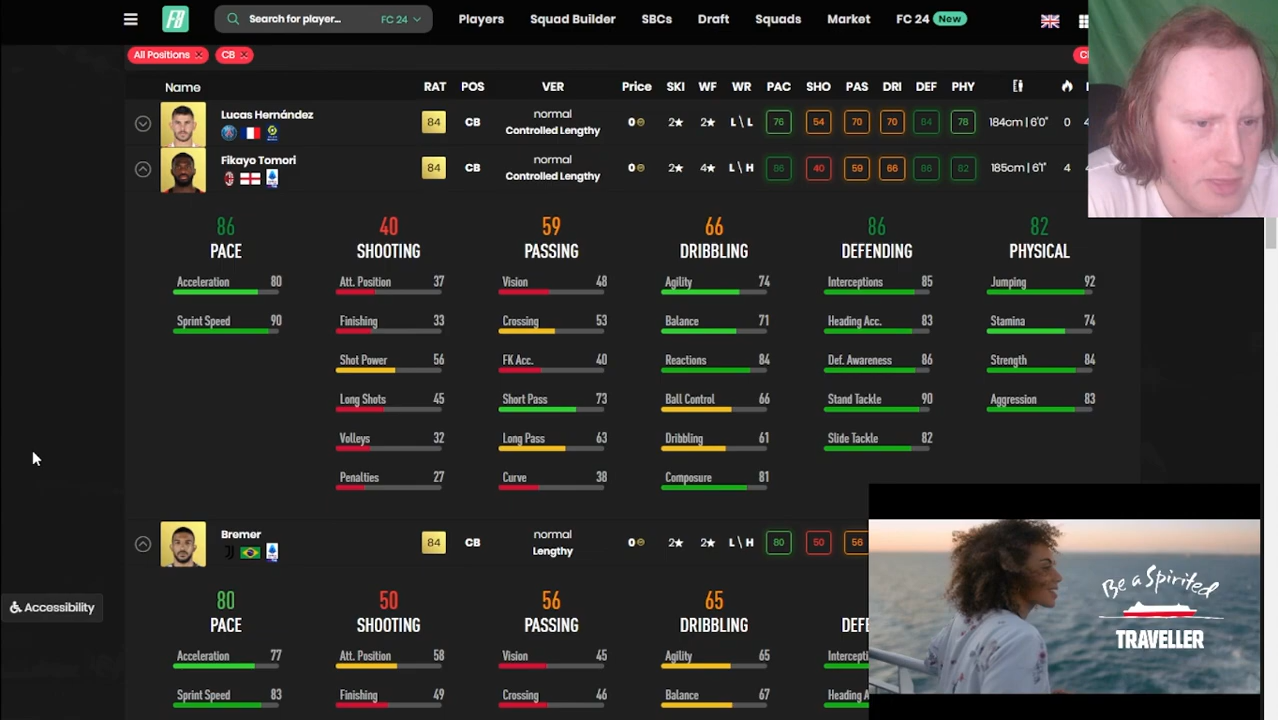 Search for player... FC 24 Players Squad Builder SBCs Draft Squads Market FC 24 New
All Positions × CB ×
Name RAT POS VER Price SKI WF WR PAC SHO PAS DRI DEF PHY
Lucas Hernández 84 CB normal Controlled Lengthy 0 2★ 2★ L \ L 76 54 70 70 84 78 184cm | 6'0" 0
Fikayo Tomori 84 CB normal Controlled Lengthy 0 2★ 4★ L \ H 86 40 59 66 86 82 185cm | 6'1" 4
86 40 59 66 86 82
PACE SHOOTING PASSING DRIBBLING DEFENDING PHYSICAL
Acceleration 80 Att. Position 37 Vision 48 Agility 74 Interceptions 85 Jumping 92
Sprint Speed 90 Finishing 33 Crossing 53 Balance 71 Heading Acc. 83 Stamina 74
Shot Power 56 FK Acc. 40 Reactions 84 Def. Awareness 86 Strength 84
Long Shots 45 Short Pass 73 Ball Control 66 Stand Tackle 90 Aggression 83
Volleys 32 Long Pass 63 Dribbling 61 Slide Tackle 82
Penalties 27 Curve 38 Composure 81
Bremer 84 CB normal Lengthy 0 2★ 2★ L \ H 80 50 56
80 50 56 65
PACE SHOOTING PASSING DRIBBLING
Acceleration 77 Att. Position 58 Vision 45 Agility 65
Sprint Speed 83 Finishing 49 Crossing 46 Balance 67
Accessibility
Be a Spirited
TRAVELLER